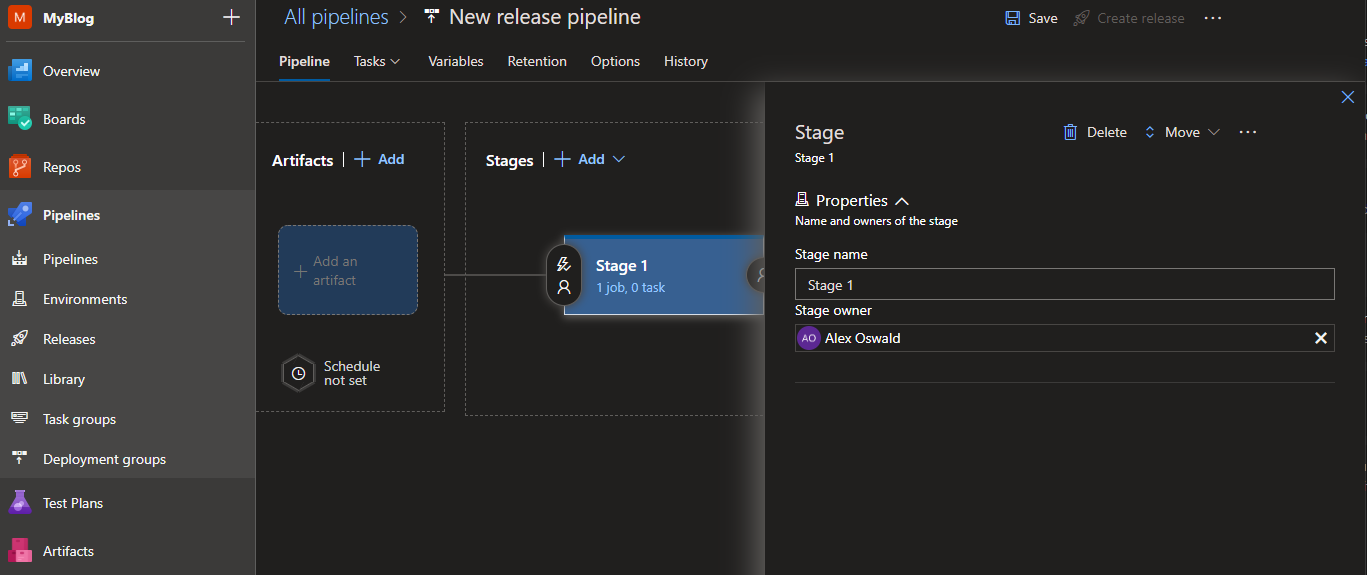 M MyBlog
All pipelines > New release pipeline
Save Create release
Overview
Boards
Repos
Pipelines
Pipelines
Environments
Releases
Library
Task groups
Deployment groups
Test Plans
Artifacts
Pipeline Tasks Variables Retention Options History
Artifacts | + Add
Stages | + Add
Add an
artifact
Schedule
not set
Stage 1
1 job, 0 task
Stage
Delete Move
Stage 1
Properties
Name and owners of the stage
Stage name
Stage 1
Stage owner
AO Alex Oswald